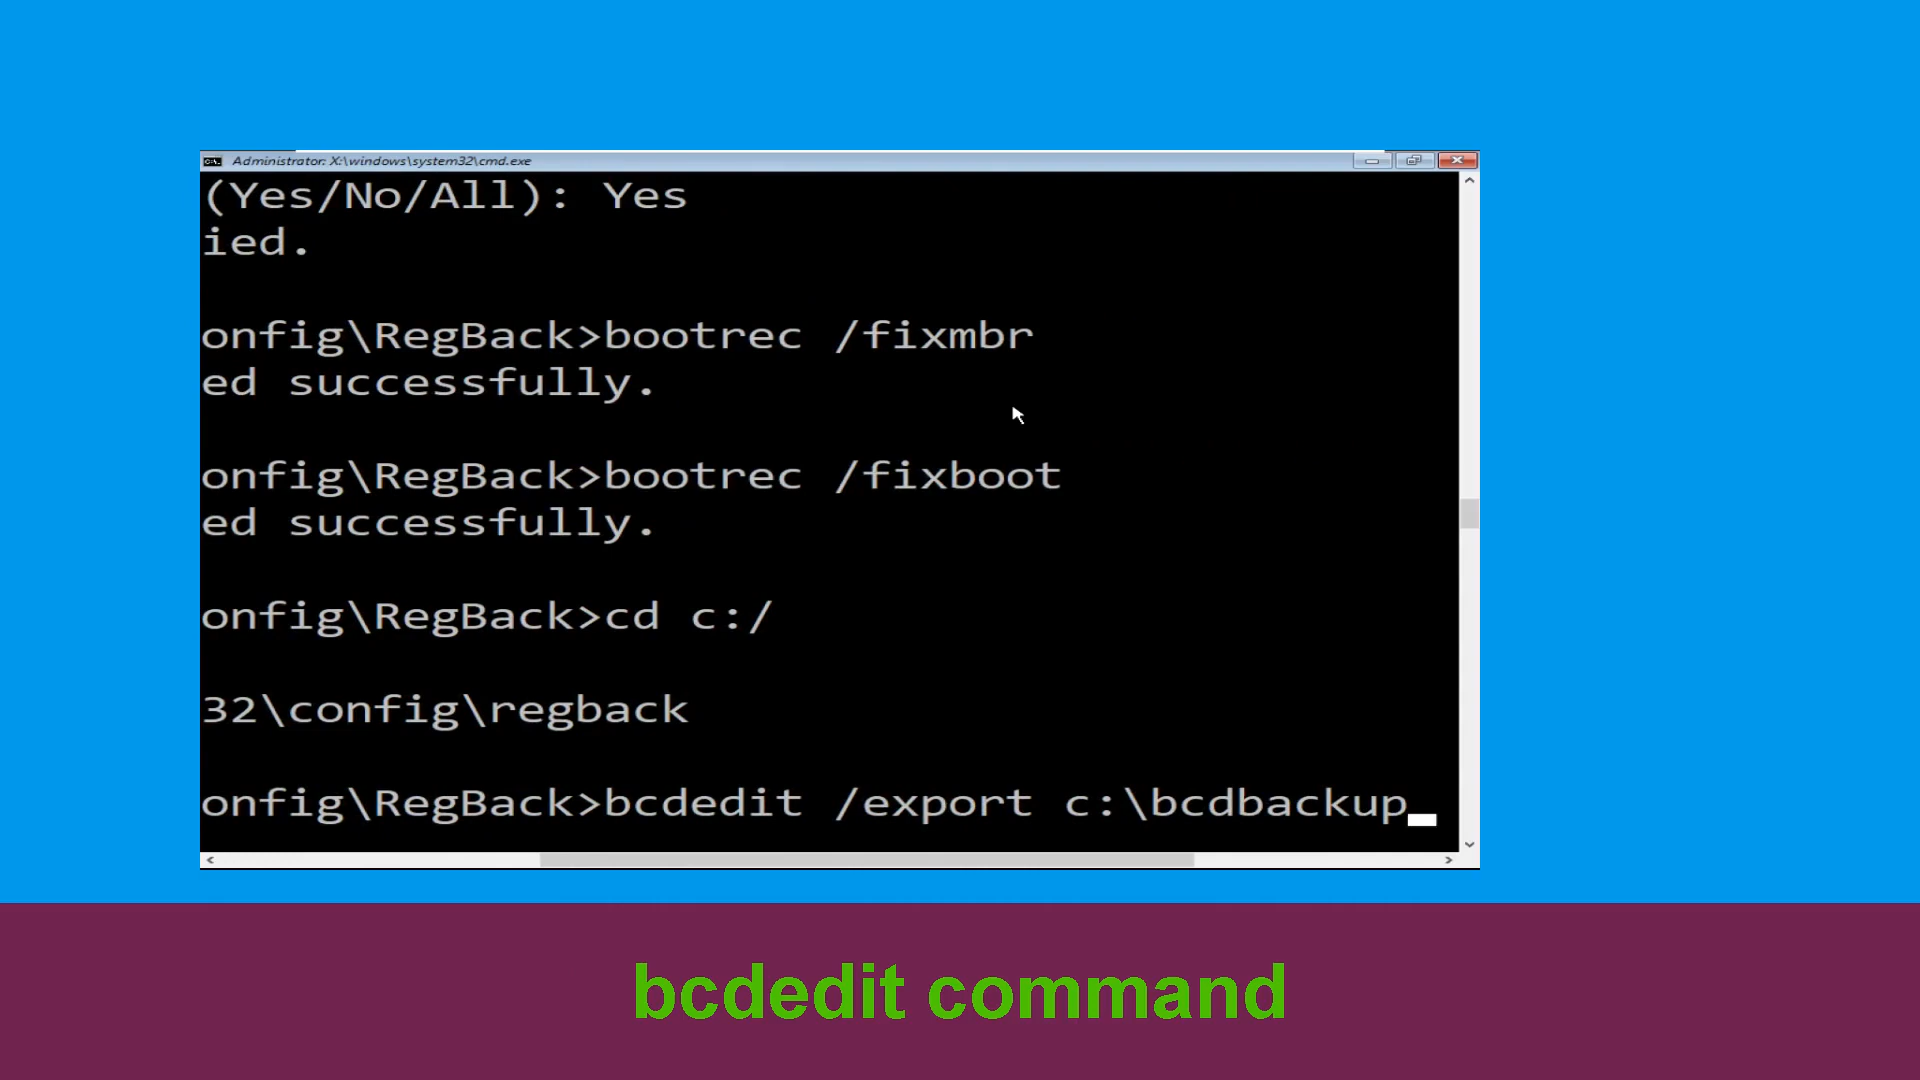 Administrator: X:\windows\system32\cmd.exe
(Yes/No/All): Yes
ied.
onfig\RegBack>bootrec /fixmbr
ed successfully.
onfig\RegBack>bootrec /fixboot
ed successfully.
onfig\RegBack>cd c:/
32\config\regback
onfig\RegBack>bcdedit /export c:\bcdbackup
bcdedit command